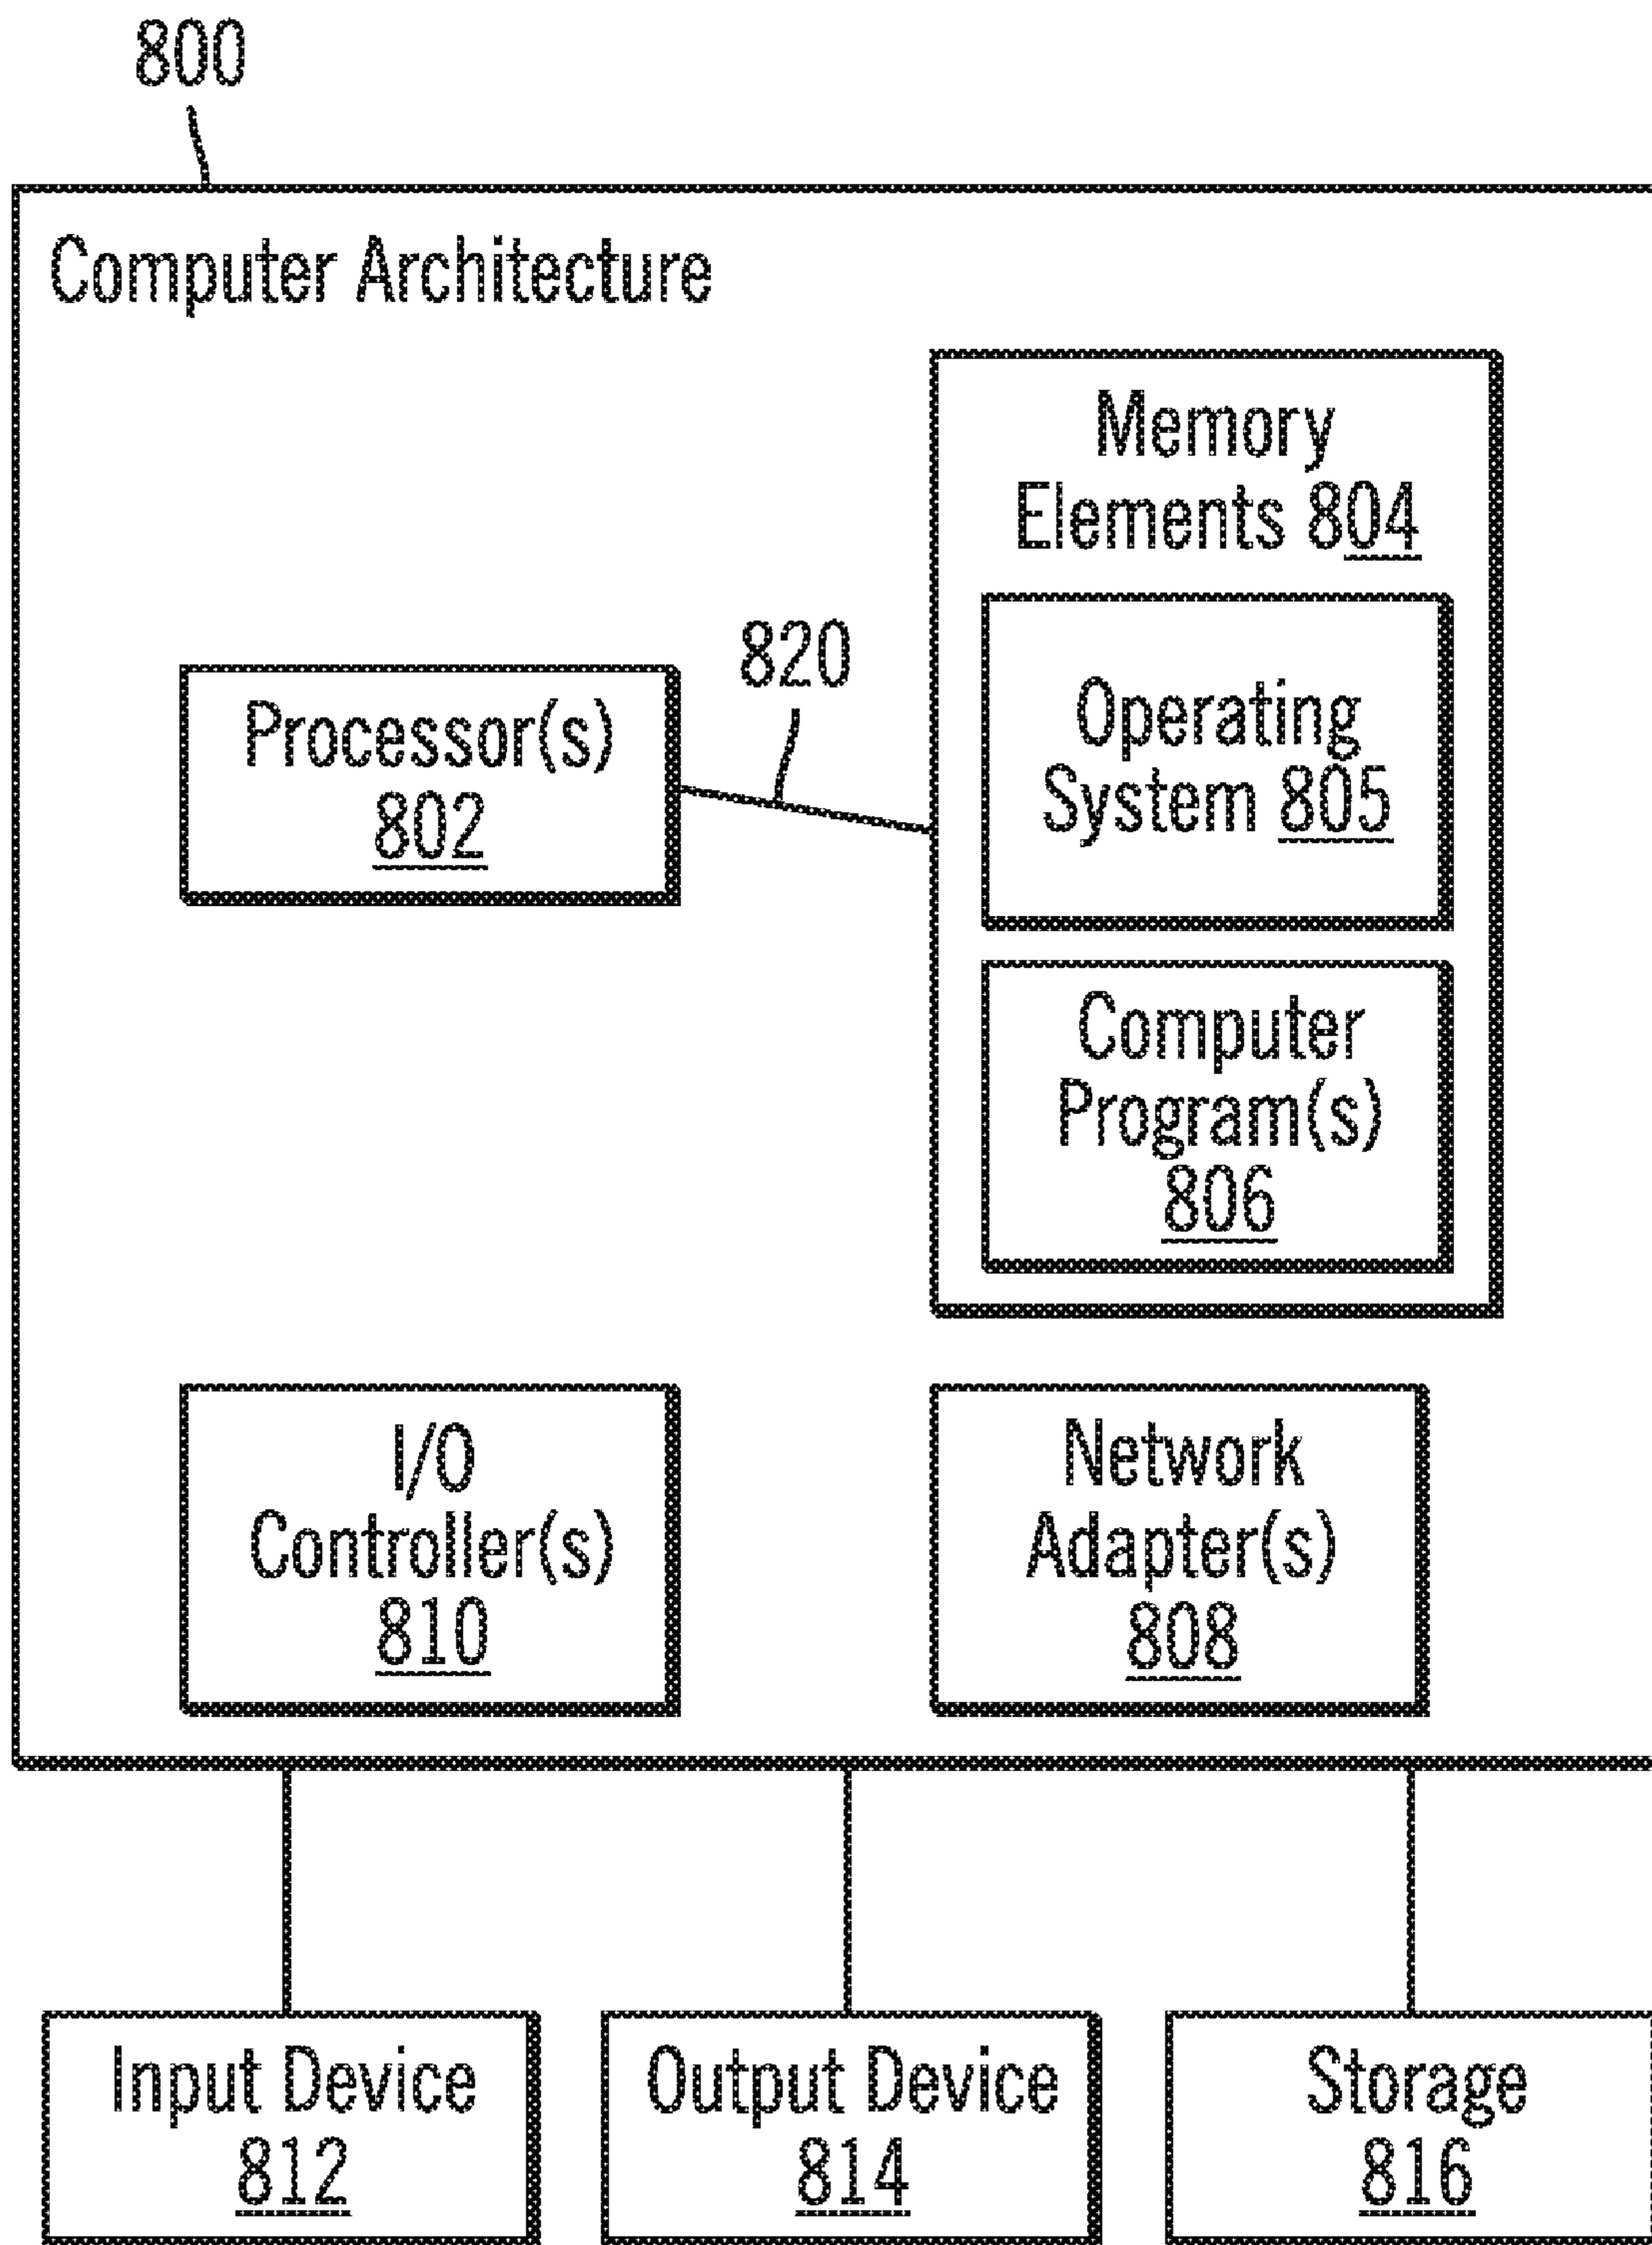 800
Computer Architecture
Memory
Elements 804
820
Processor(s)
802
Operating
System 805
Computer
Program(s)
806
I/O
Controller(s)
810
Network
Adapter(s)
808
Input Device
812
Output Device
814
Storage
816